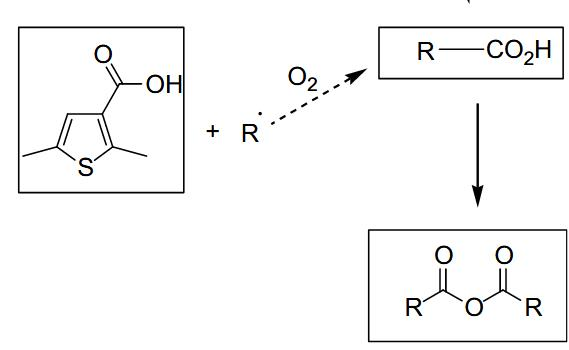 O
OH
S
+ R·
O₂
R—CO₂H
O O
R O R